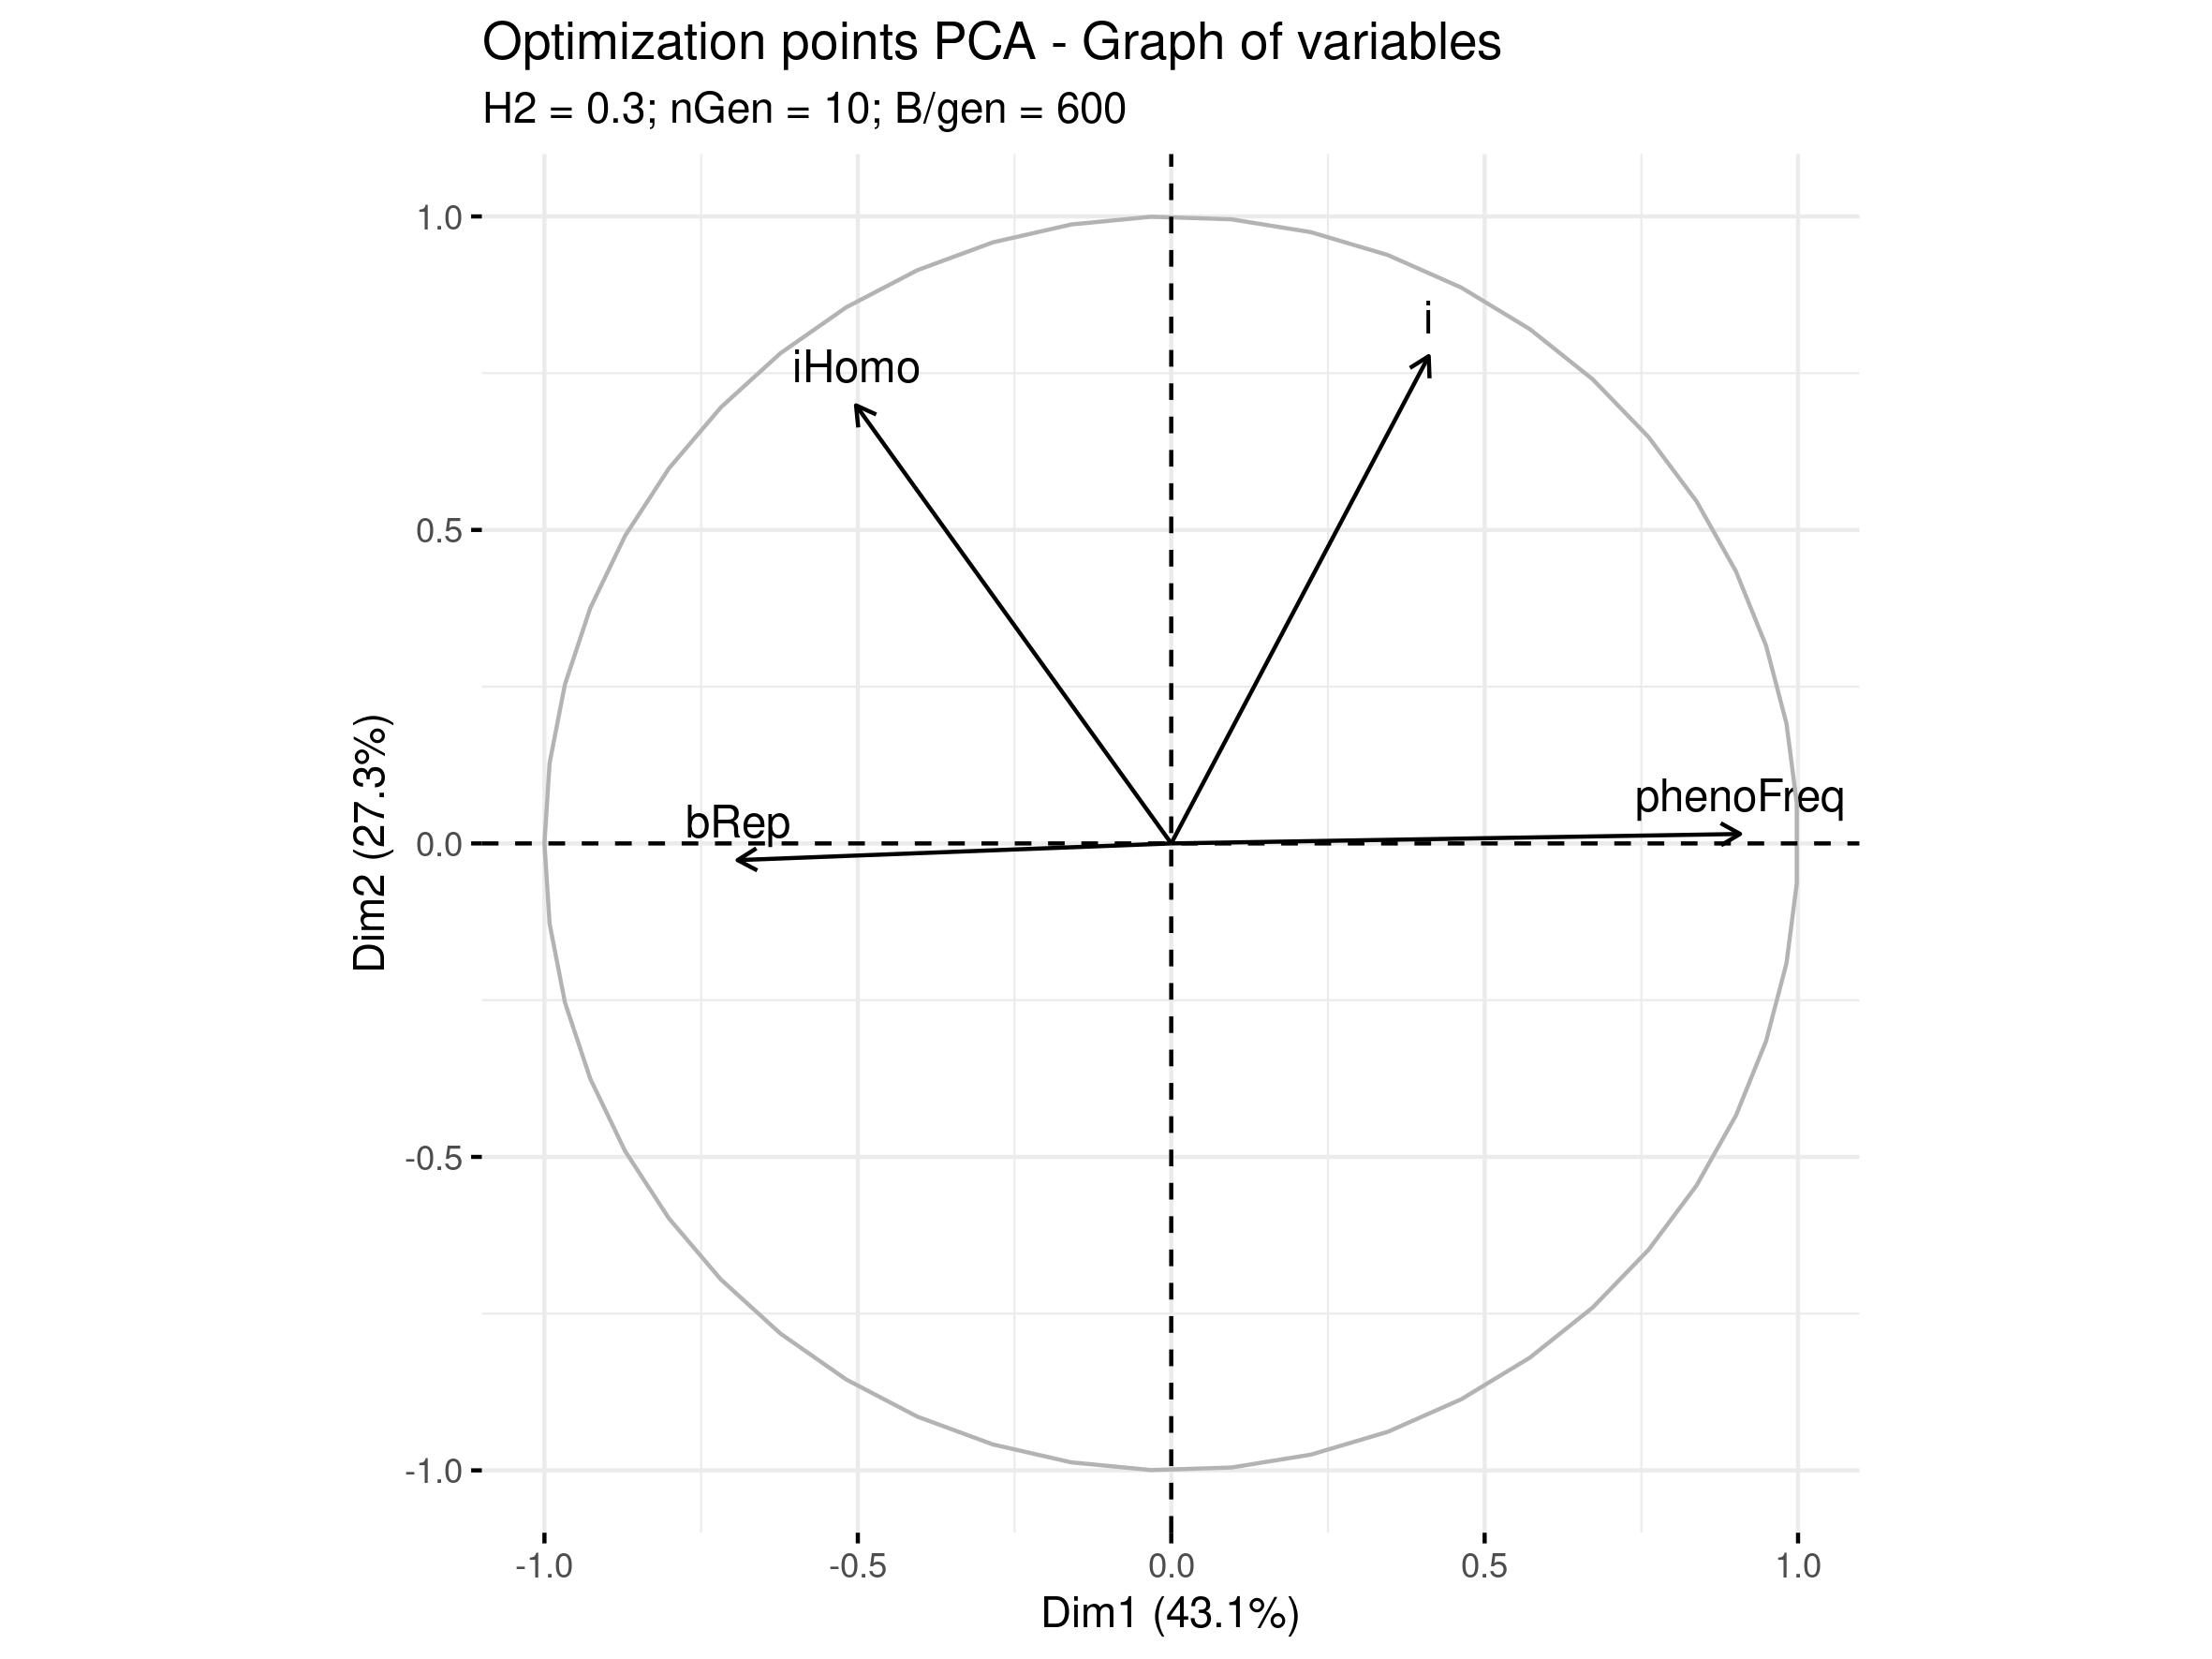 Optimization points PCA - Graph of variables
H2 = 0.3; nGen = 10; B/gen = 600
1.0
0.5
0.0
-0.5
-1.0
Dim2 (27.3%)
i
iHomo
phenoFreq
bRep
-1.0
-0.5
0.0
0.5
1.0
Dim1 (43.1%)